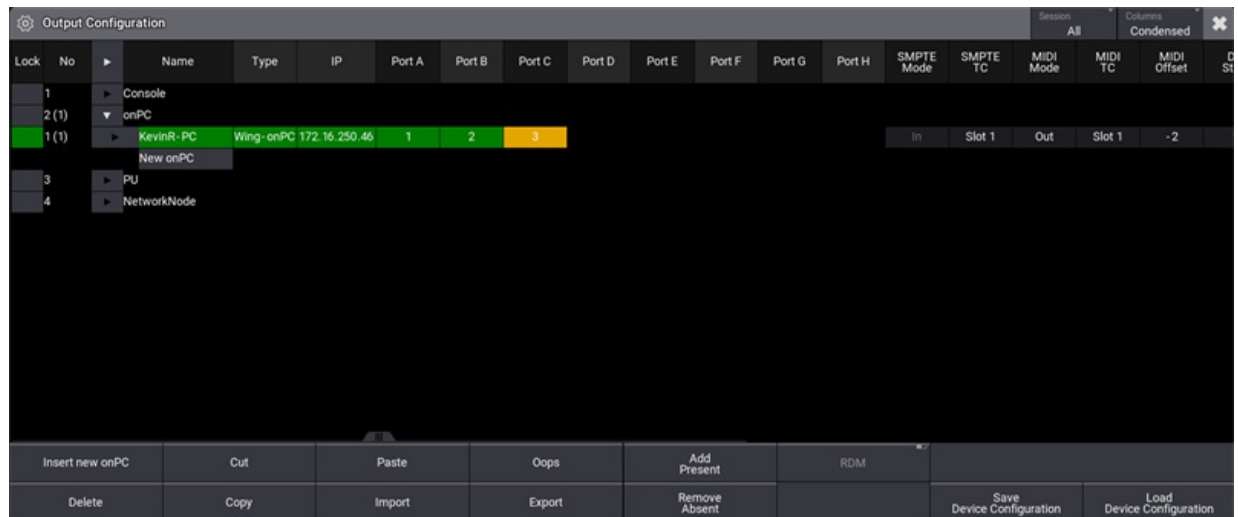 Output Configuration
Session
All
Columns
Condensed
Lock No Name Type IP Port A Port B Port C Port D Port E Port F Port G Port H SMPTE Mode SMPTE TC MIDI Mode MIDI TC MIDI Offset
1 Console
2 (1) onPC
1 (1) KevinR-PC Wing-onPC 172.16.250.46 1 2 3 In Slot 1 Out Slot 1 -2
New onPC
3 PU
4 NetworkNode
Insert new onPC Cut Paste Oops Add Present RDM
Delete Copy Import Export Remove Absent Save Device Configuration Load Device Configuration